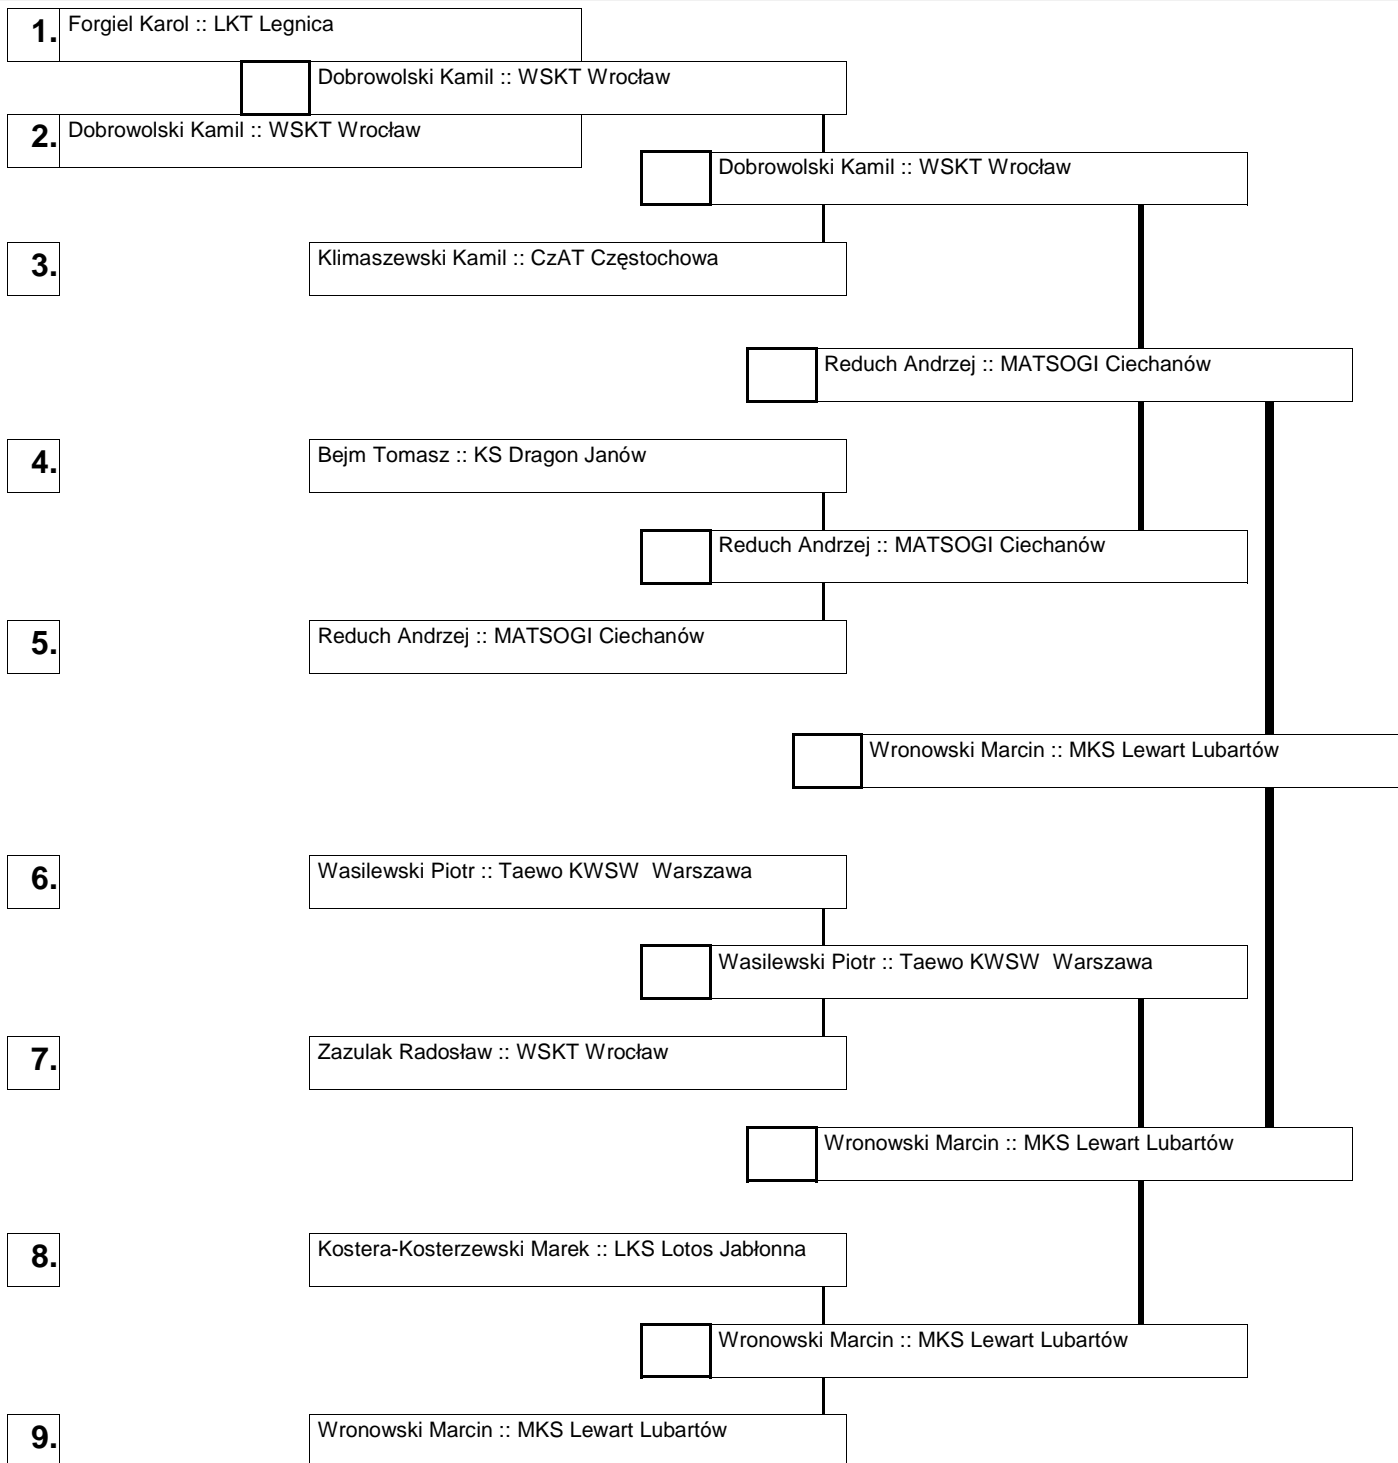 1. Forgiel Karol :: LKT Legnica
Dobrowolski Kamil :: WSKT Wrocław
2. Dobrowolski Kamil :: WSKT Wrocław
Dobrowolski Kamil :: WSKT Wrocław
3. Klimaszewski Kamil :: CzAT Częstochowa
Reduch Andrzej :: MATSOGI Ciechanów
4. Bejm Tomasz :: KS Dragon Janów
Reduch Andrzej :: MATSOGI Ciechanów
5. Reduch Andrzej :: MATSOGI Ciechanów
Wronowski Marcin :: MKS Lewart Lubartów
6. Wasilewski Piotr :: Taewo KWSW  Warszawa
Wasilewski Piotr :: Taewo KWSW  Warszawa
7. Zazulak Radosław :: WSKT Wrocław
Wronowski Marcin :: MKS Lewart Lubartów
8. Kostera-Kosterzewski Marek :: LKS Lotos Jabłonna
Wronowski Marcin :: MKS Lewart Lubartów
9. Wronowski Marcin :: MKS Lewart Lubartów